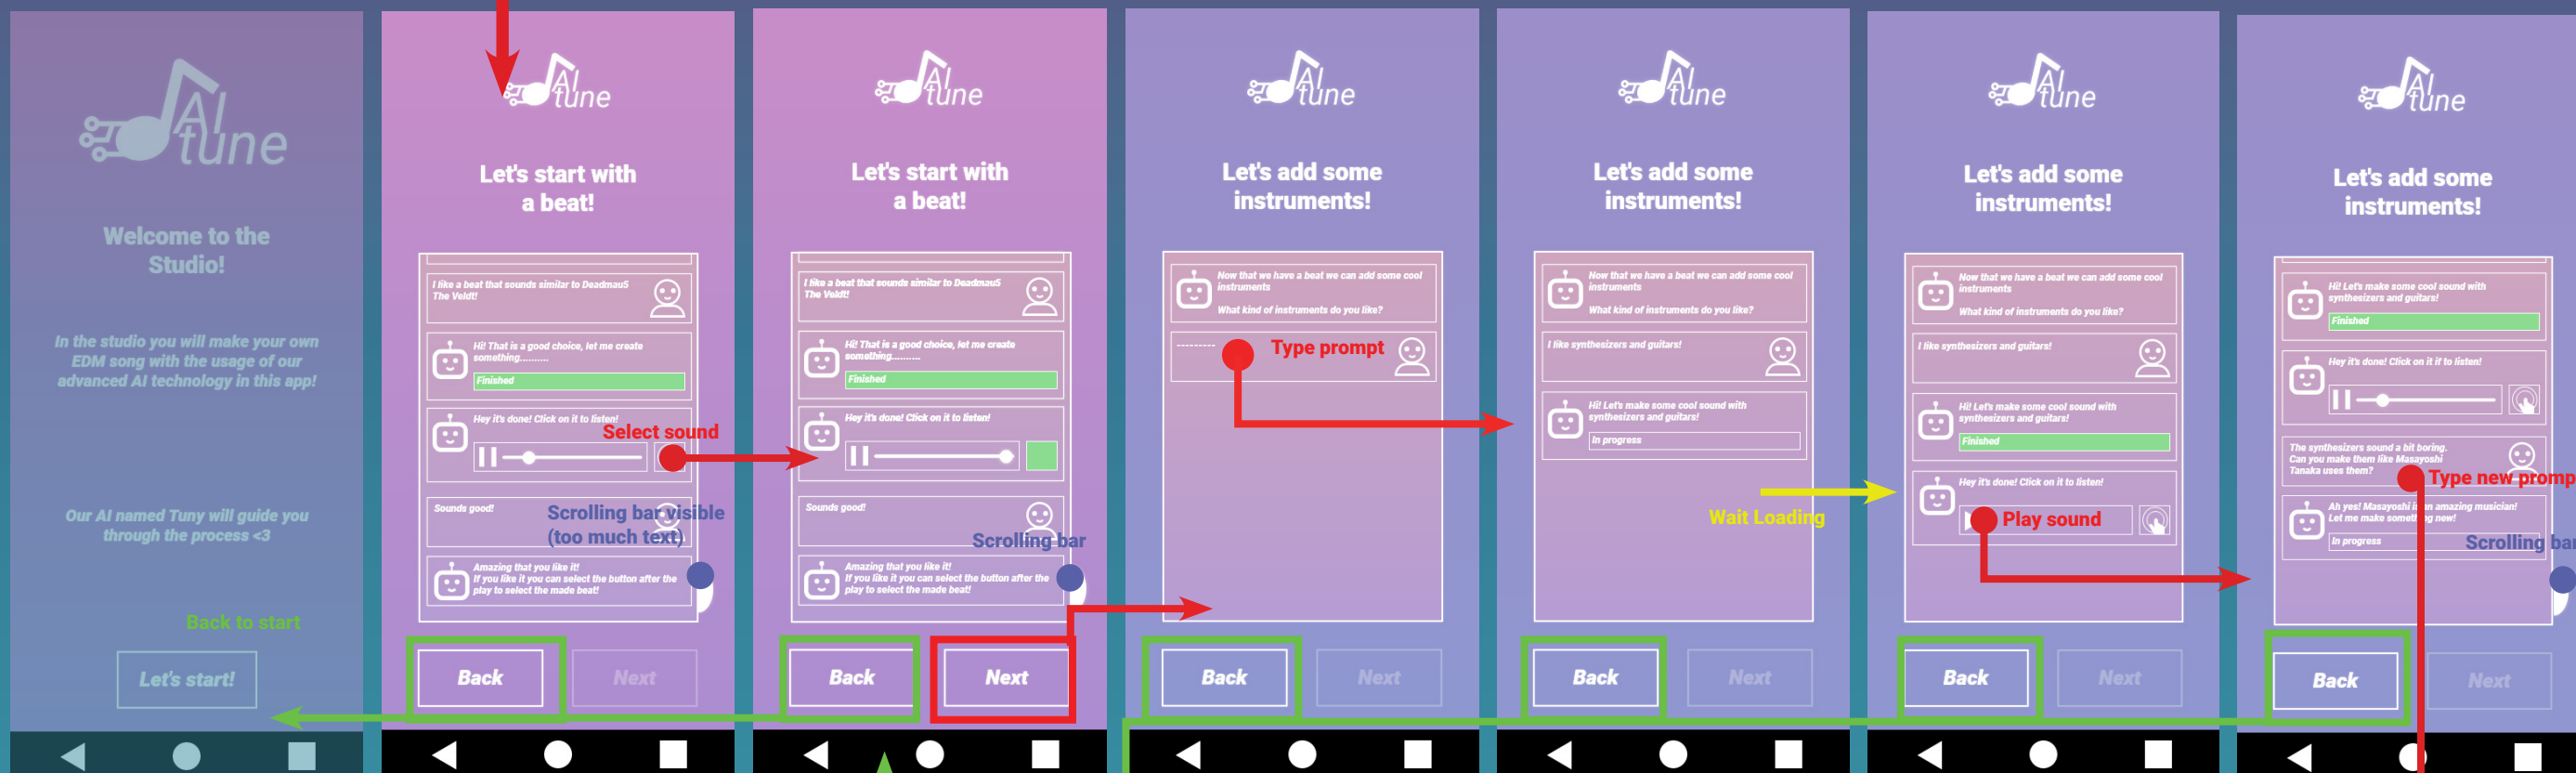 AI
tune
Welcome to the
Studio!
In the studio you will make your own
EDM song with the usage of our
advanced AI technology in this app!
Our AI named Tuny will guide you
through the process <3
Back to start
Let's start!
AI
tune
Let's start with
a beat!
I like a beat that sounds similar to Deadmau5
The Veldt!
Hi! That is a good choice, let me create
something..........
Finished
Hey it's done! Click on it to listen!
Select sound
Sounds good!
Scrolling bar visible
(too much text)
Amazing that you like it!
If you like it you can select the button after the
play to select the made beat!
Back
Next
AI
tune
Let's start with
a beat!
I like a beat that sounds similar to Deadmau5
The Veldt!
Hi! That is a good choice, let me create
something..........
Finished
Hey it's done! Click on it to listen!
Sounds good!
Scrolling bar
Amazing that you like it!
If you like it you can select the button after the
play to select the made beat!
Back
Next
AI
tune
Let's add some
instruments!
Now that we have a beat we can add some cool
instruments
What kind of instruments do you like?
---------
Type prompt
Back
Next
AI
tune
Let's add some
instruments!
Now that we have a beat we can add some cool
instruments
What kind of instruments do you like?
I like synthesizers and guitars!
Hi! Let's make some cool sound with
synthesizers and guitars!
In progress
Wait Loading
Back
Next
AI
tune
Let's add some
instruments!
Now that we have a beat we can add some cool
instruments
What kind of instruments do you like?
I like synthesizers and guitars!
Hi! Let's make some cool sound with
synthesizers and guitars!
Finished
Hey it's done! Click on it to listen!
Play sound
Back
Next
AI
tune
Let's add some
instruments!
Hi! Let's make some cool sound with
synthesizers and guitars!
Finished
Hey it's done! Click on it if to listen!
The synthesizers sound a bit boring.
Can you make them like Masayoshi
Tanaka uses them?
Type new promp
Ah yes! Masayoshi is an amazing musician!
Let me make something new!
In progress
Scrolling bar
Back
Next